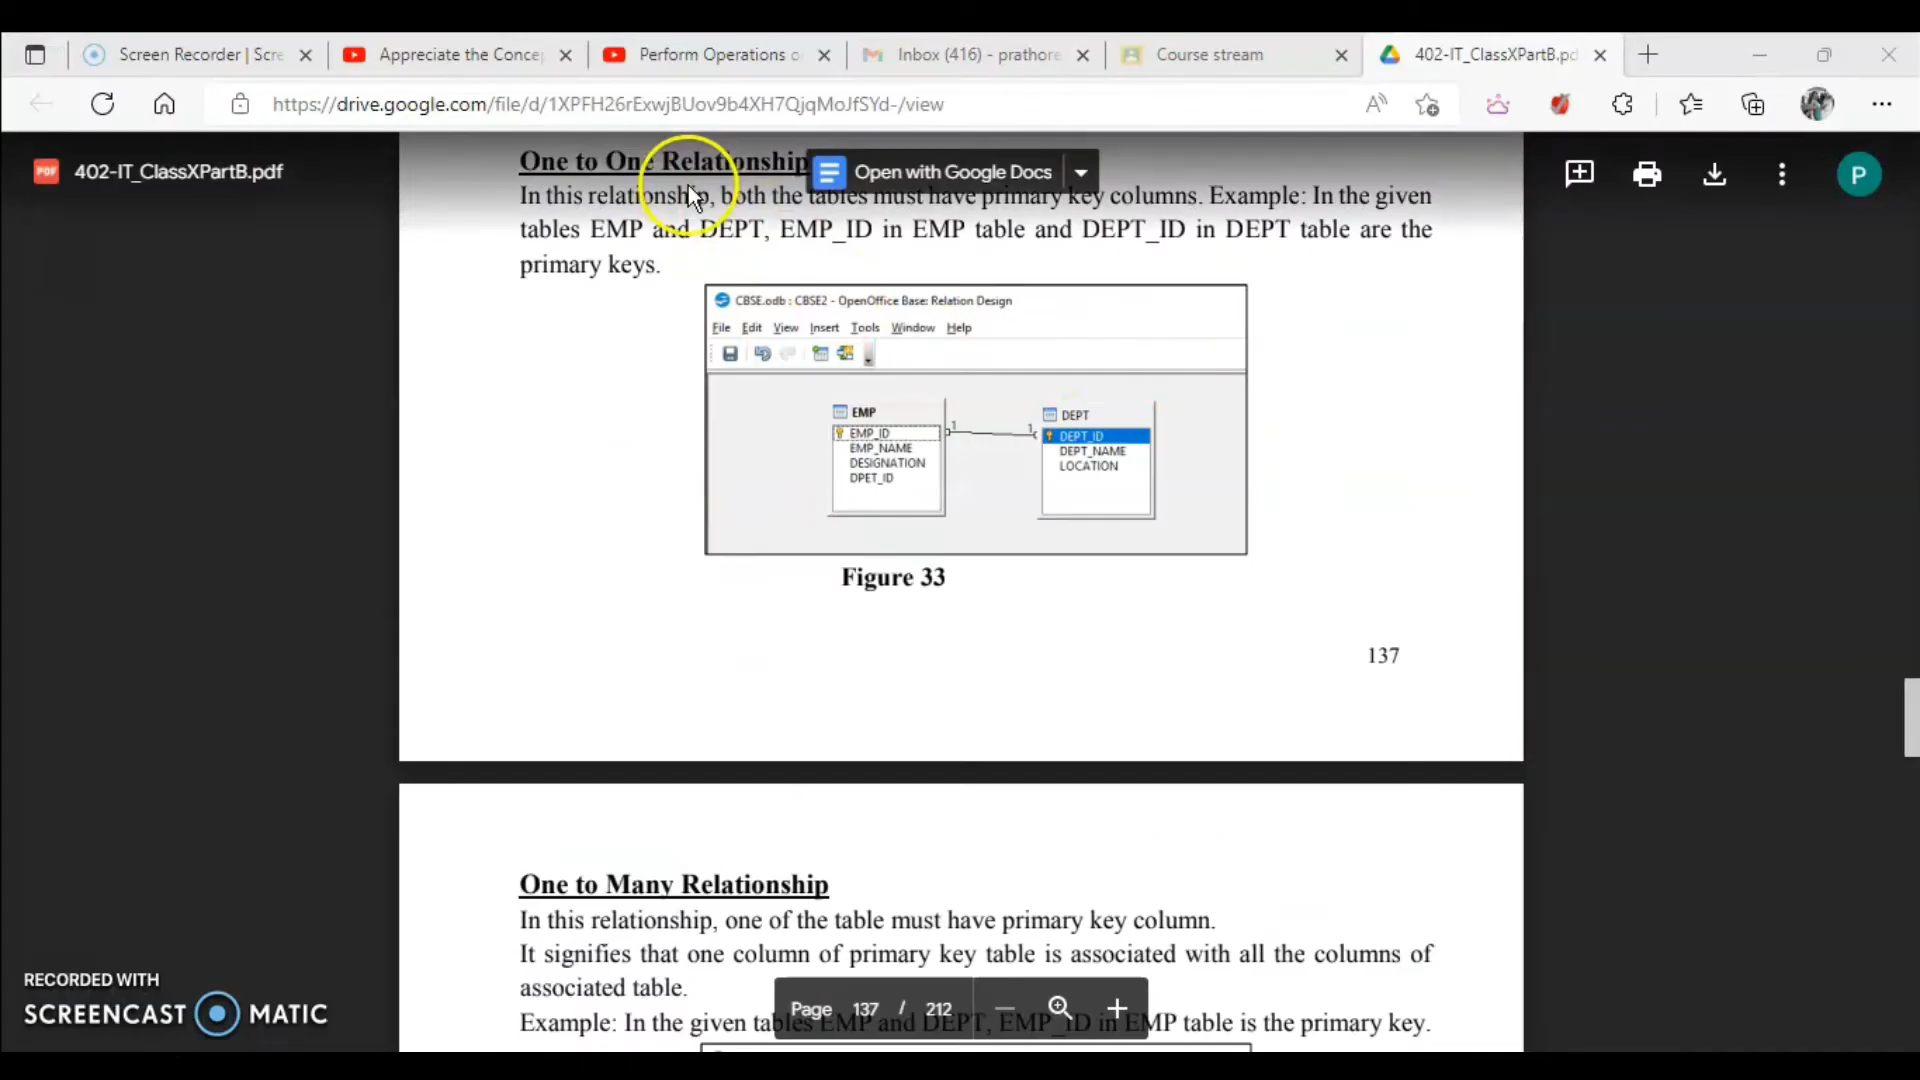 Screen Recorder | Scre
Appreciate the Conce
Perform Operations o
Inbox (416) - prathore
Course stream
402-IT_ClassXPartB.pd
https://drive.google.com/file/d/1XPFH26rExwjBUov9b4XH7QjqMoJfSYd-/view
PDF
402-IT_ClassXPartB.pdf
Open with Google Docs
P
One to One Relationship
In this relationship, both the tables must have primary key columns. Example: In the given
tables EMP and DEPT, EMP_ID in EMP table and DEPT_ID in DEPT table are the
primary keys.
CBSE.odb : CBSE2 - OpenOffice Base: Relation Design
File Edit View Insert Tools Window Help
EMP
EMP_ID
EMP_NAME
DESIGNATION
DPET_ID
1
1
DEPT
DEPT_ID
DEPT_NAME
LOCATION
Figure 33
137
One to Many Relationship
In this relationship, one of the table must have primary key column.
It signifies that one column of primary key table is associated with all the columns of
associated table.
Example: In the given tables EMP and DEPT, EMP_ID in EMP table is the primary key.
Page 137 / 212
RECORDED WITH
SCREENCAST MATIC